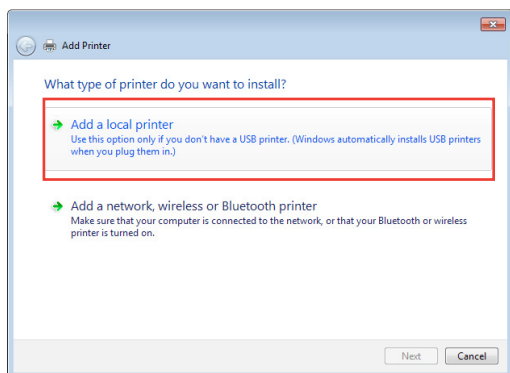 Add Printer
What type of printer do you want to install?
Add a local printer
Use this option only if you don't have a USB printer. (Windows automatically installs USB printers
when you plug them in.)
Add a network, wireless or Bluetooth printer
Make sure that your computer is connected to the network, or that your Bluetooth or wireless
printer is turned on.
Next
Cancel